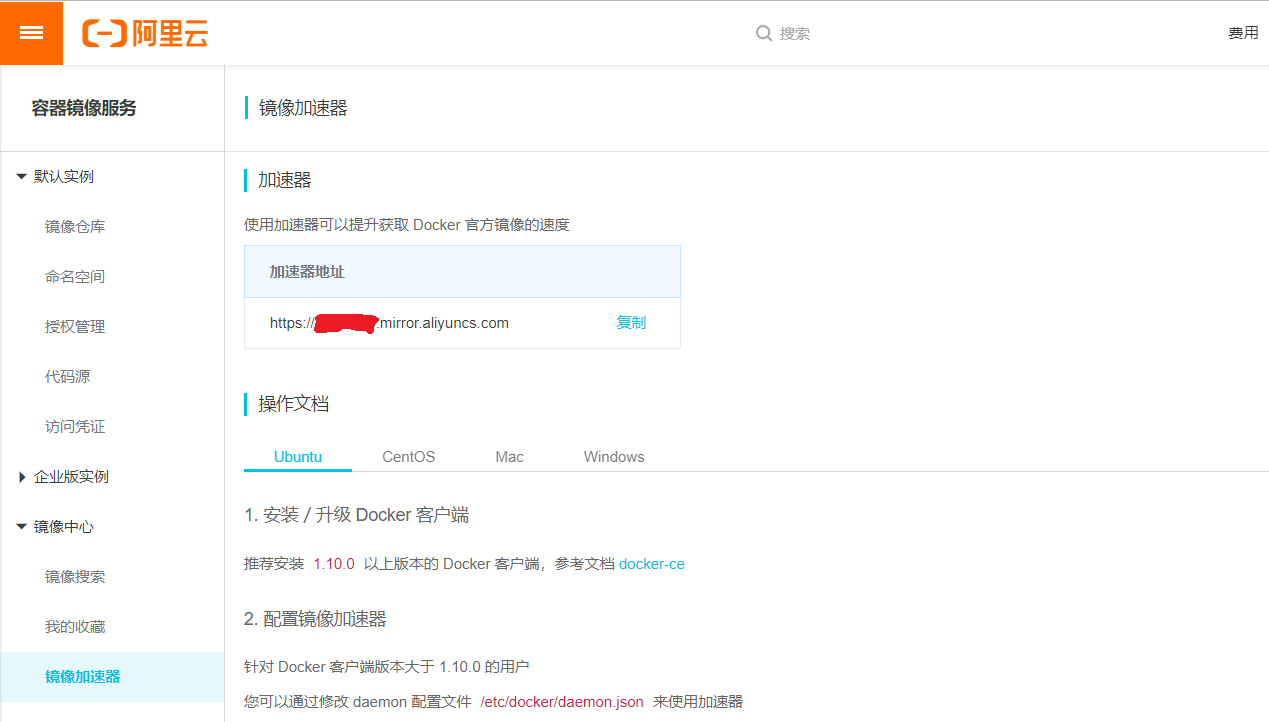 阿里云
搜索
费用
容器镜像服务
默认实例
镜像仓库
命名空间
授权管理
代码源
访问凭证
企业版实例
镜像中心
镜像搜索
我的收藏
镜像加速器
镜像加速器
加速器
使用加速器可以提升获取 Docker 官方镜像的速度
加速器地址
https:// .mirror.aliyuncs.com 复制
操作文档
Ubuntu CentOS Mac Windows
1. 安装 / 升级 Docker 客户端
推荐安装 1.10.0 以上版本的 Docker 客户端，参考文档 docker-ce
2. 配置镜像加速器
针对 Docker 客户端版本大于 1.10.0 的用户
您可以通过修改 daemon 配置文件 /etc/docker/daemon.json 来使用加速器